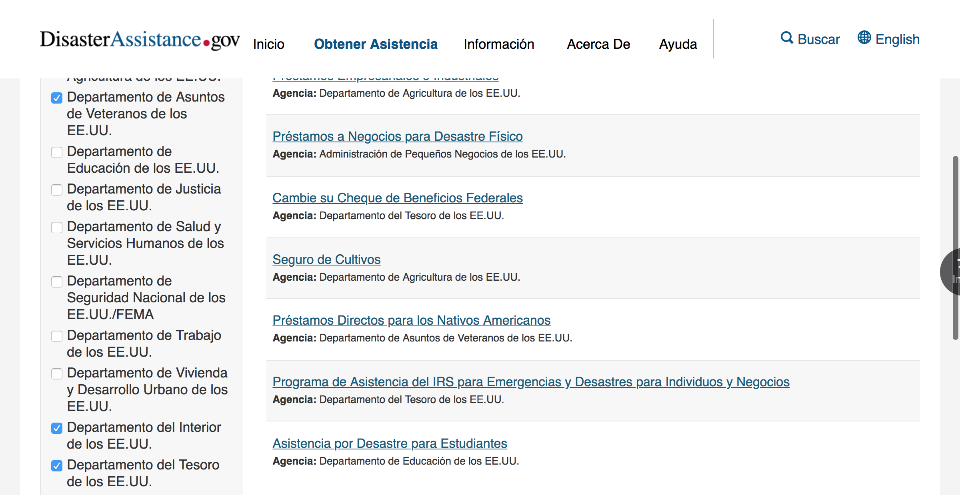 DisasterAssistance.gov
Inicio
Obtener Asistencia
Información
Acerca De
Ayuda
Buscar
English
Agricultura de los EE.UU.
Departamento de Asuntos
de Veteranos de los
EE.UU.
Departamento de
Educación de los EE.UU.
Departamento de Justicia
de los EE.UU.
Departamento de Salud y
Servicios Humanos de los
EE.UU.
Departamento de
Seguridad Nacional de los
EE.UU./FEMA
Departamento de Trabajo
de los EE.UU.
Departamento de Vivienda
y Desarrollo Urbano de los
EE.UU.
Departamento del Interior
de los EE.UU.
Departamento del Tesoro
de los EE.UU.
Préstamos Empresariales e Industriales
Agencia: Departamento de Agricultura de los EE.UU.
Préstamos a Negocios para Desastre Físico
Agencia: Administración de Pequeños Negocios de los EE.UU.
Cambie su Cheque de Beneficios Federales
Agencia: Departamento del Tesoro de los EE.UU.
Seguro de Cultivos
Agencia: Departamento de Agricultura de los EE.UU.
Préstamos Directos para los Nativos Americanos
Agencia: Departamento de Asuntos de Veteranos de los EE.UU.
Programa de Asistencia del IRS para Emergencias y Desastres para Individuos y Negocios
Agencia: Departamento del Tesoro de los EE.UU.
Asistencia por Desastre para Estudiantes
Agencia: Departamento de Educación de los EE.UU.